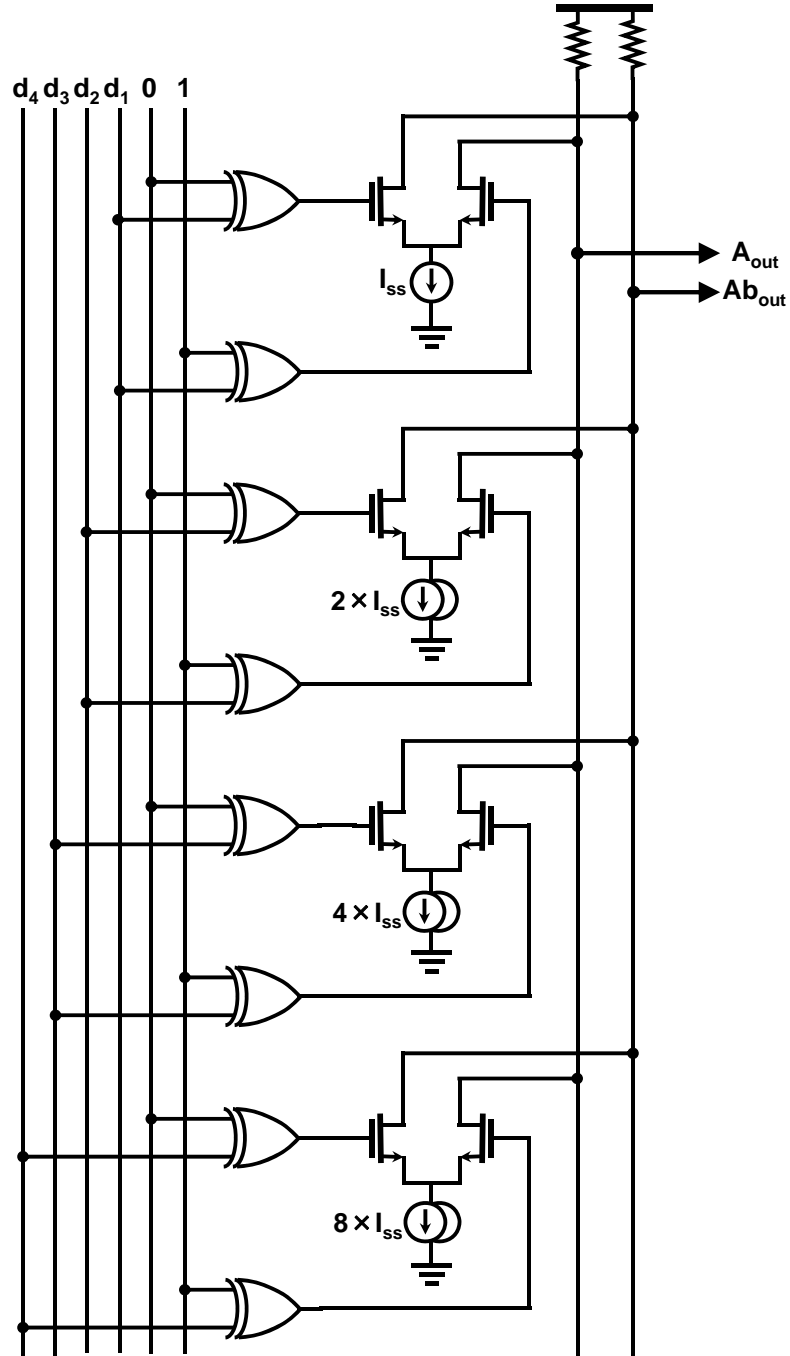 d₄ d₃ d₂ d₁ 0 1
Iss
Aout
About
2 × Iss
4 × Iss
8 × Iss